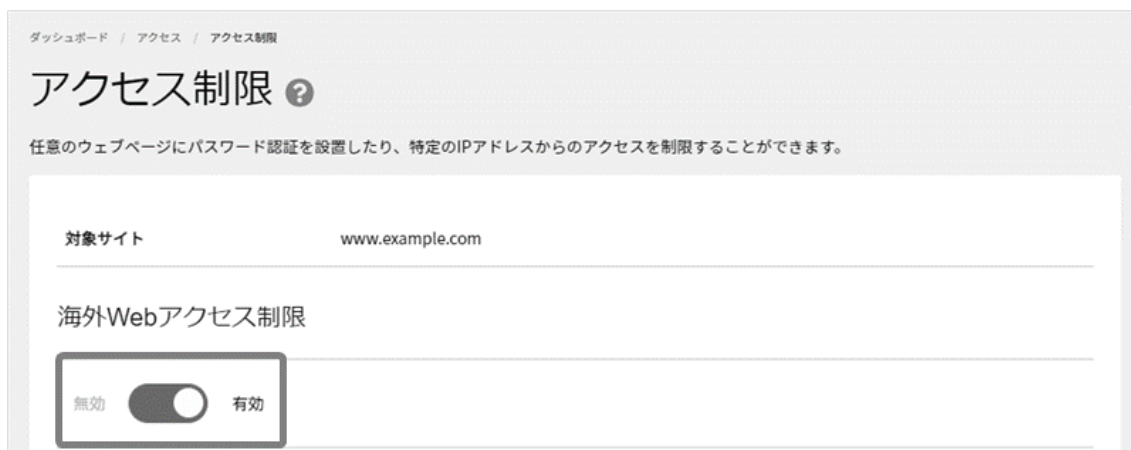 ダッシュボード / アクセス / アクセス制限
アクセス制限 ?
任意のウェブページにパスワード認証を設置したり、特定のIPアドレスからのアクセスを制限することができます。
対象サイト www.example.com
海外Webアクセス制限
無効 有効